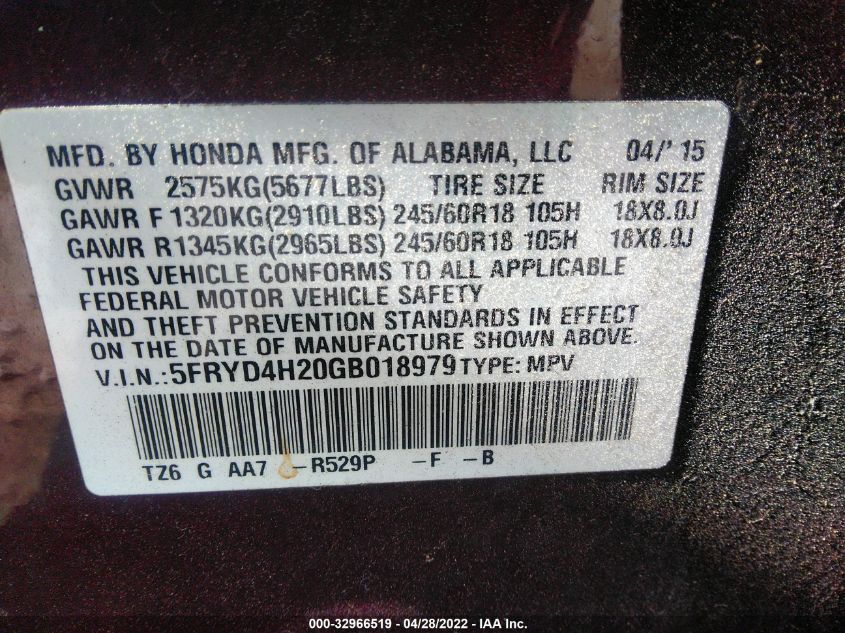 MFD. BY HONDA MFG. OF ALABAMA, LLC 04/'15
GVWR 2575KG(5677LBS) TIRE SIZE RIM SIZE
GAWR F 1320KG(2910LBS) 245/60R18 105H 18X8.0J
GAWR R1345KG(2965LBS) 245/60R18 105H 18X8.0J
THIS VEHICLE CONFORMS TO ALL APPLICABLE
FEDERAL MOTOR VEHICLE SAFETY
AND THEFT PREVENTION STANDARDS IN EFFECT
ON THE DATE OF MANUFACTURE SHOWN ABOVE.
V.I.N.:5FRYD4H20GB018979 TYPE: MPV
TZ6 G AA7 -R529P -F -B
000-32966519 - 04/28/2022 - IAA Inc.